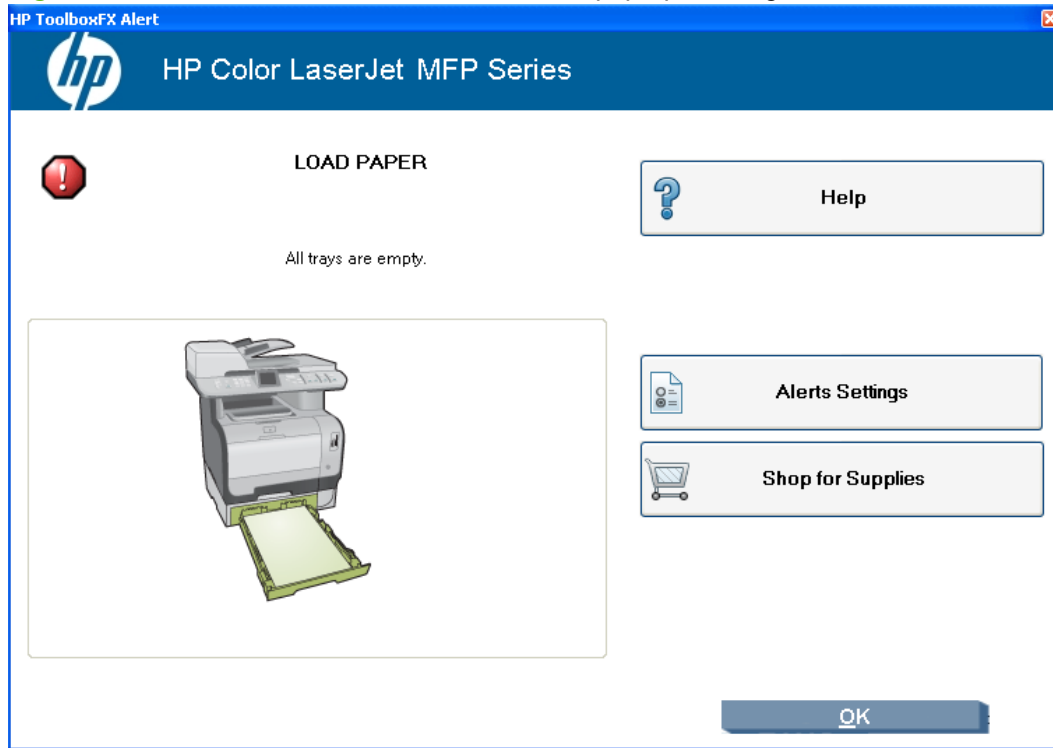 HP ToolboxFX Alert
hp
HP Color LaserJet MFP Series
LOAD PAPER
Help
All trays are empty.
Alerts Settings
Shop for Supplies
OK